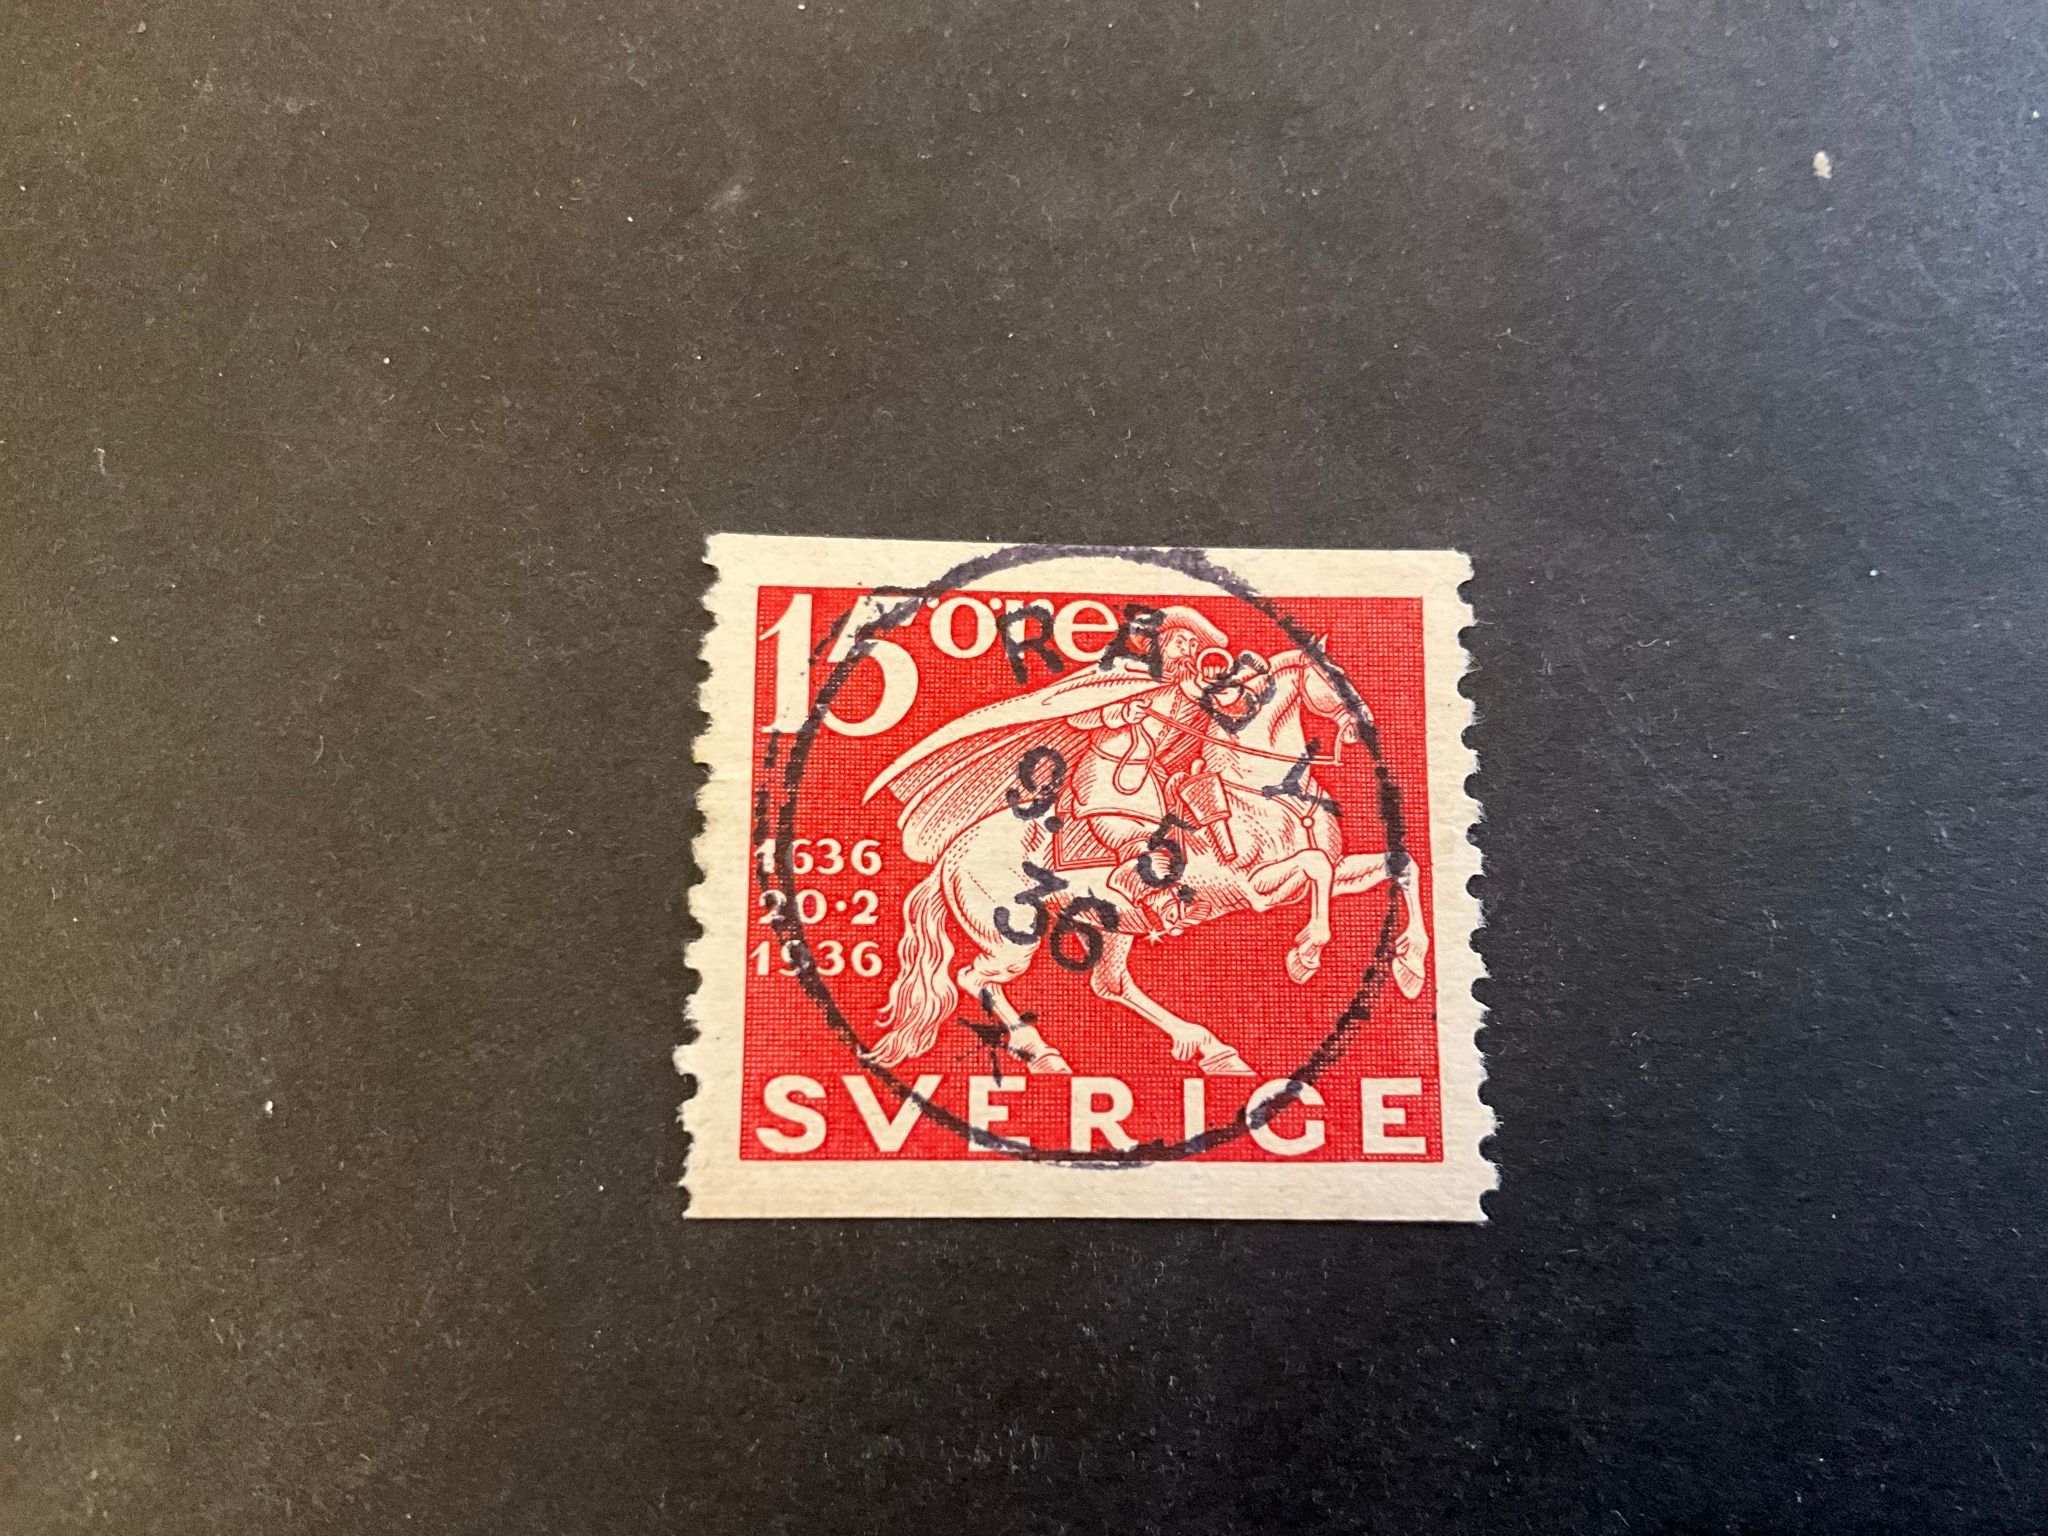 15 öre
1636
20·2
1936
SVERIGE
RÅBY
9. 5.
36